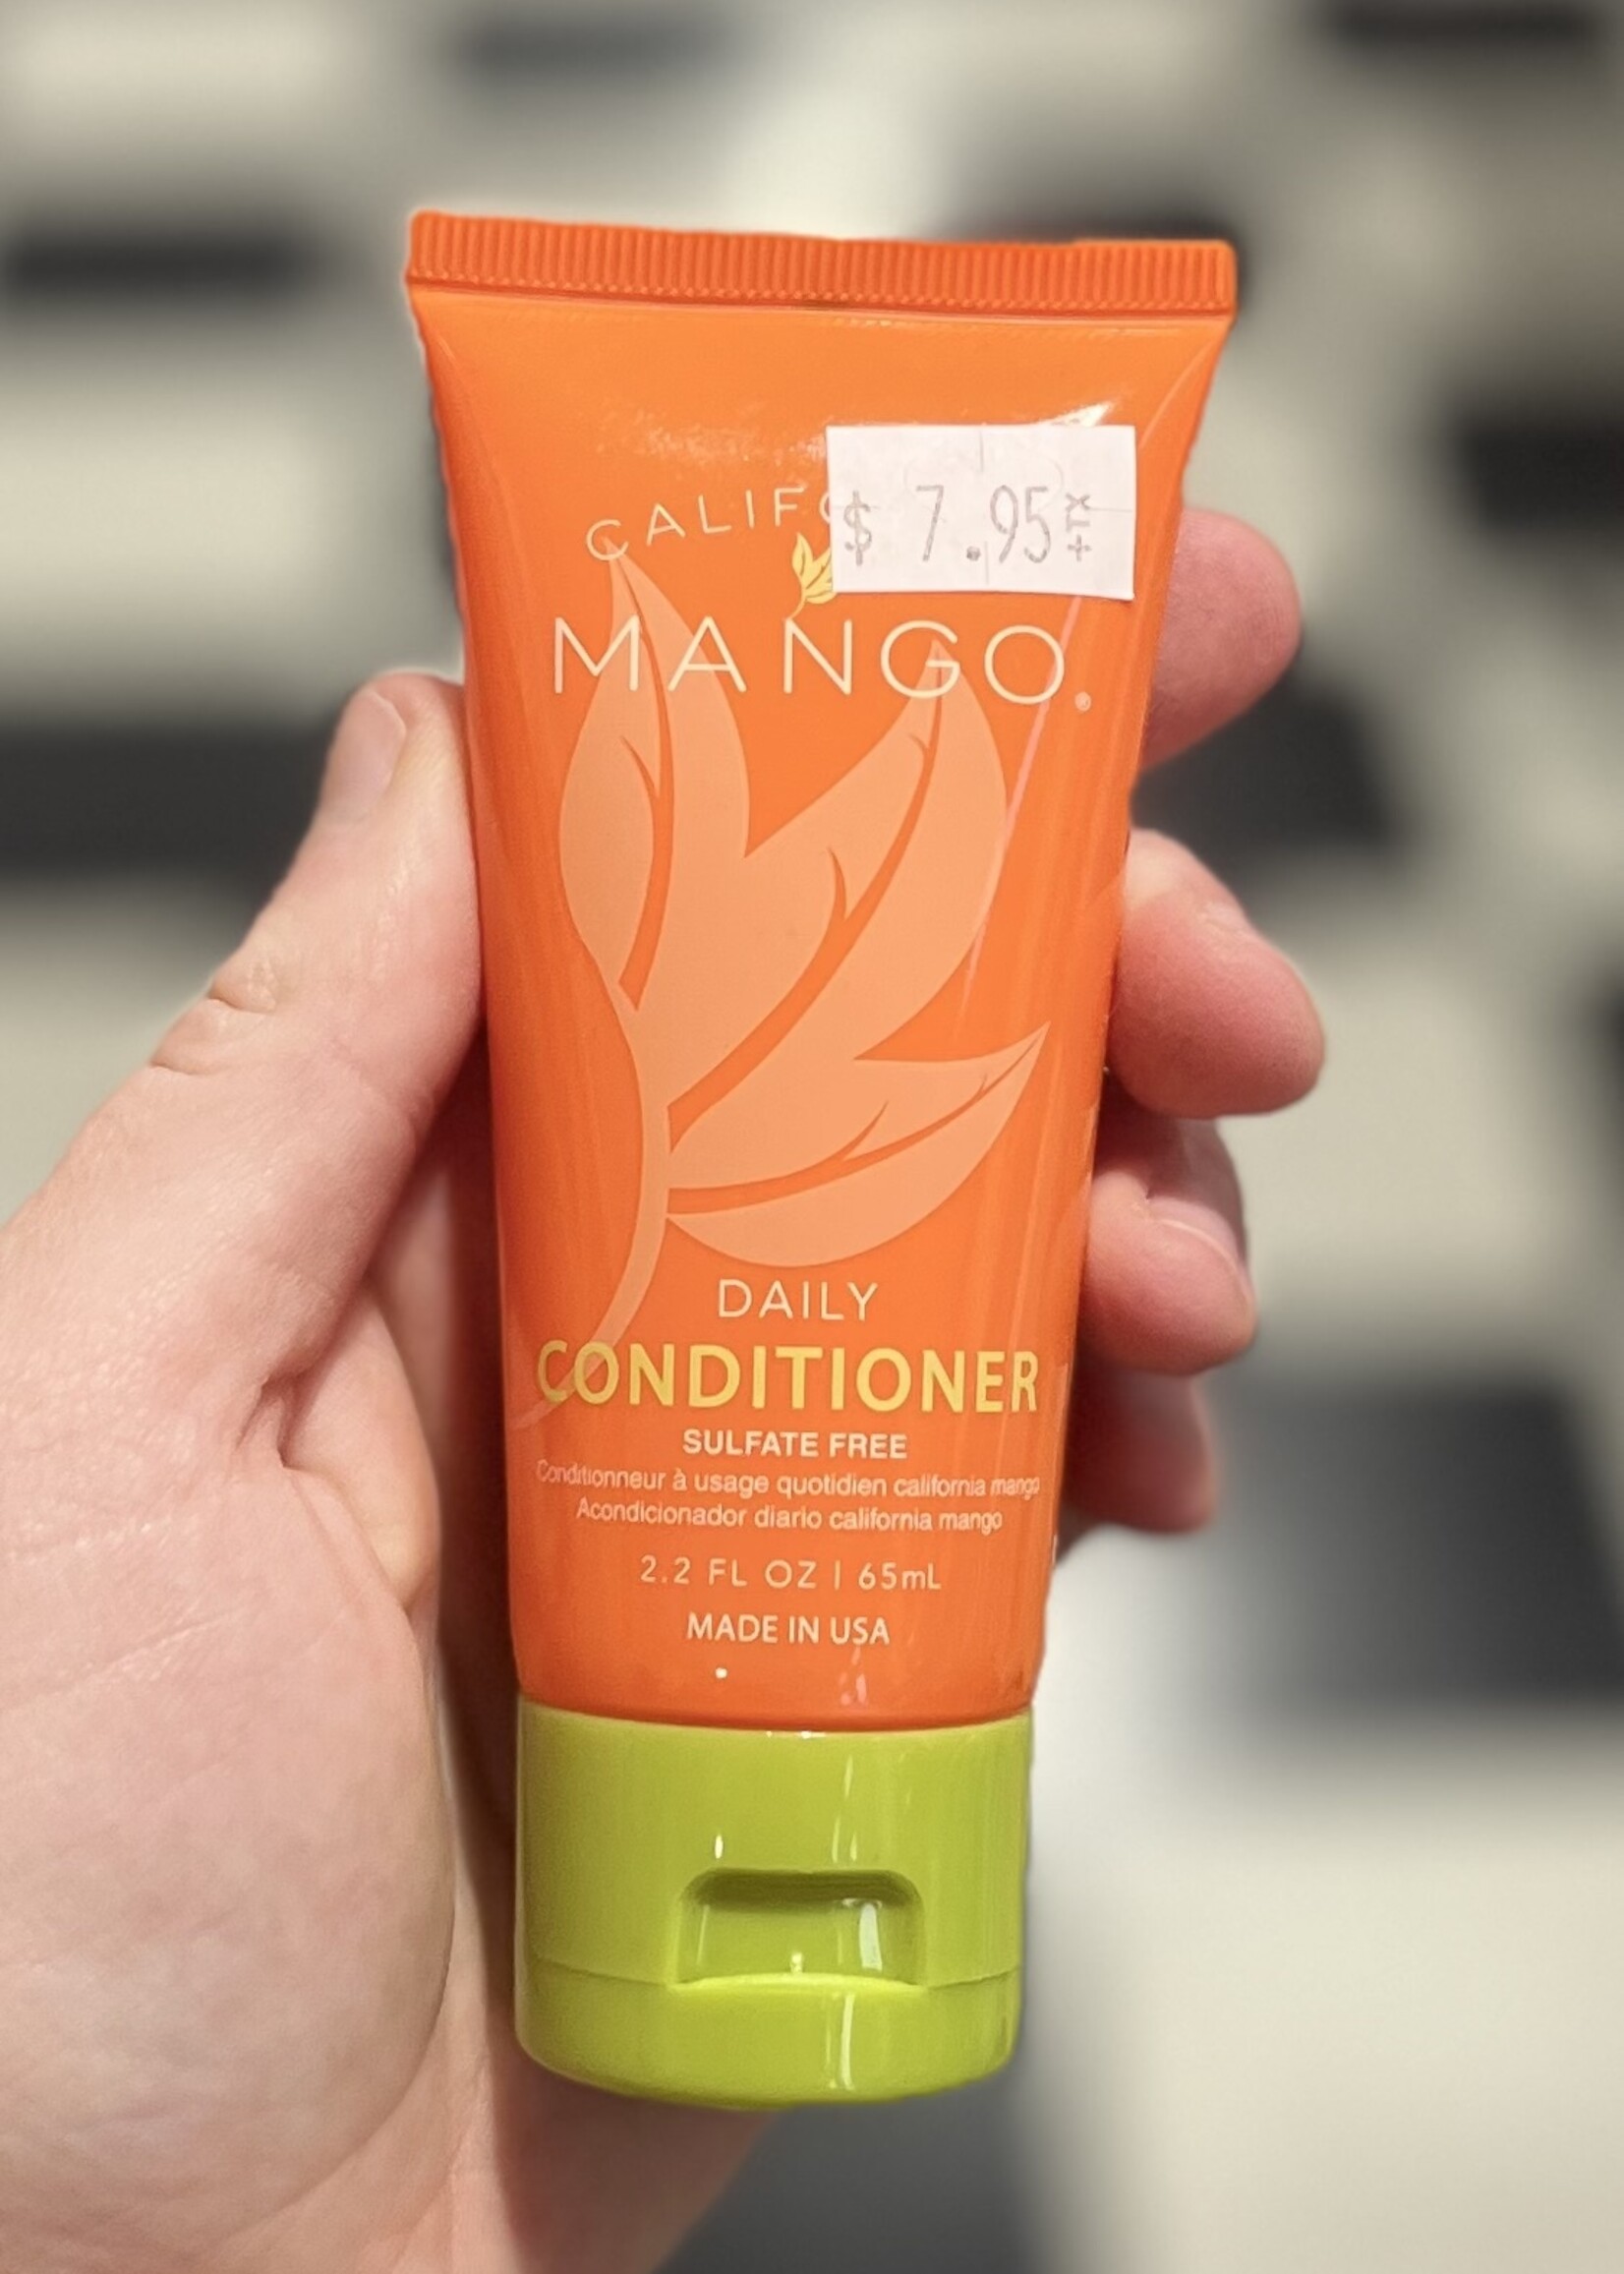 CALIF
$ 7.95
MANGO®
DAILY
CONDITIONER
SULFATE FREE
Conditionneur à usage quotidien california mango
Acondicionador diario california mango
2.2 FL OZ | 65mL
MADE IN USA